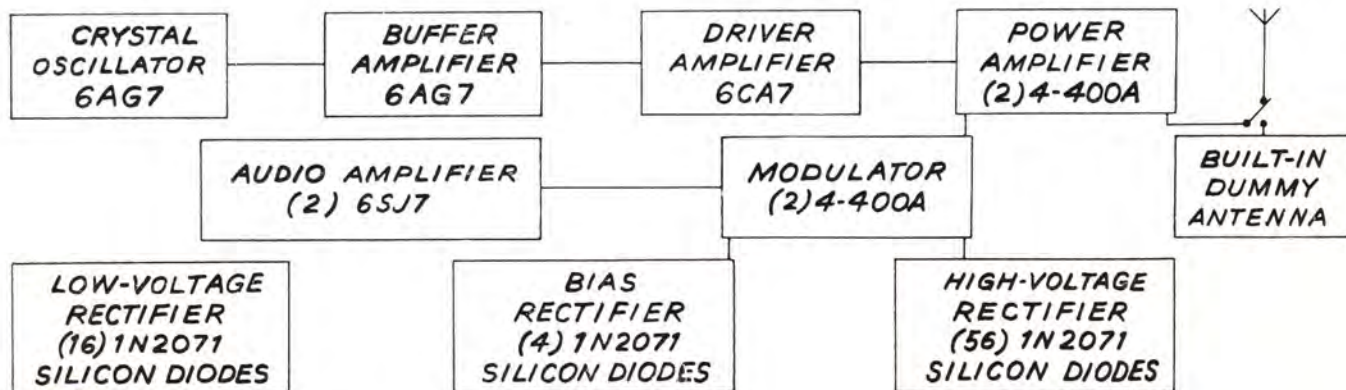 CRYSTAL
OSCILLATOR
6AG7
BUFFER
AMPLIFIER
6AG7
DRIVER
AMPLIFIER
6CA7
POWER
AMPLIFIER
(2)4-400A
AUDIO AMPLIFIER
(2) 6SJ7
MODULATOR
(2)4-400A
BUILT-IN
DUMMY
ANTENNA
LOW-VOLTAGE
RECTIFIER
(16) 1N2071
SILICON DIODES
BIAS
RECTIFIER
(4) 1N2071
SILICON DIODES
HIGH-VOLTAGE
RECTIFIER
(56) 1N2071
SILICON DIODES